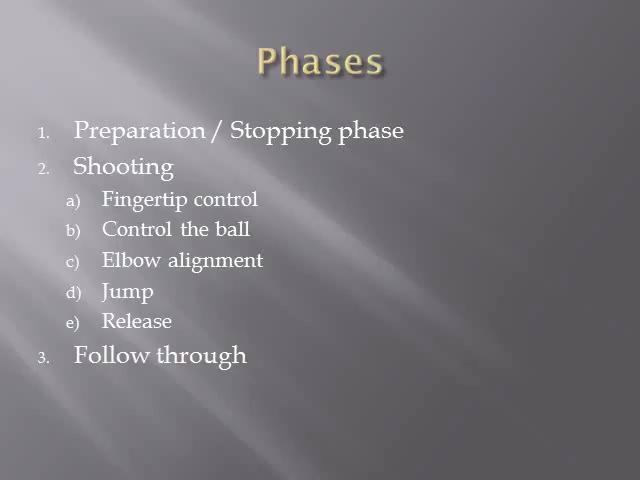 Phases
1. Preparation / Stopping phase
2. Shooting
a) Fingertip control
b) Control the ball
c) Elbow alignment
d) Jump
e) Release
3. Follow through